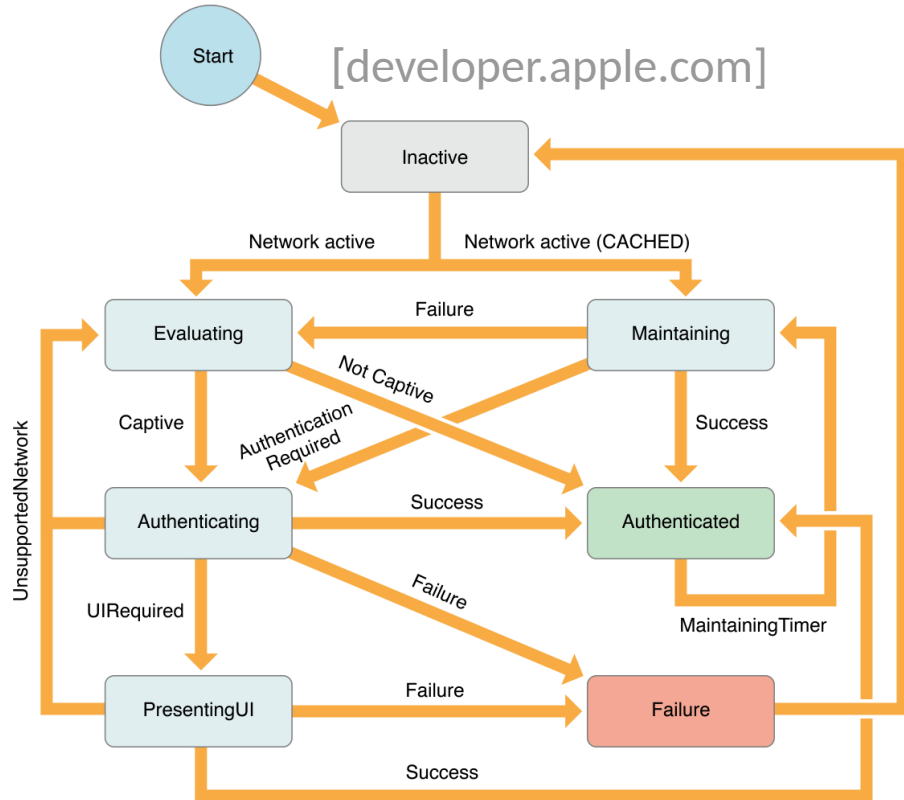 Start
[developer.apple.com]
Inactive
Network active
Network active (CACHED)
Evaluating
Failure
Maintaining
Not Captive
Captive
Authentication
Required
Success
UnsupportedNetwork
Authenticating
Success
Authenticated
UIRequired
Failure
MaintainingTimer
PresentingUI
Failure
Failure
Success